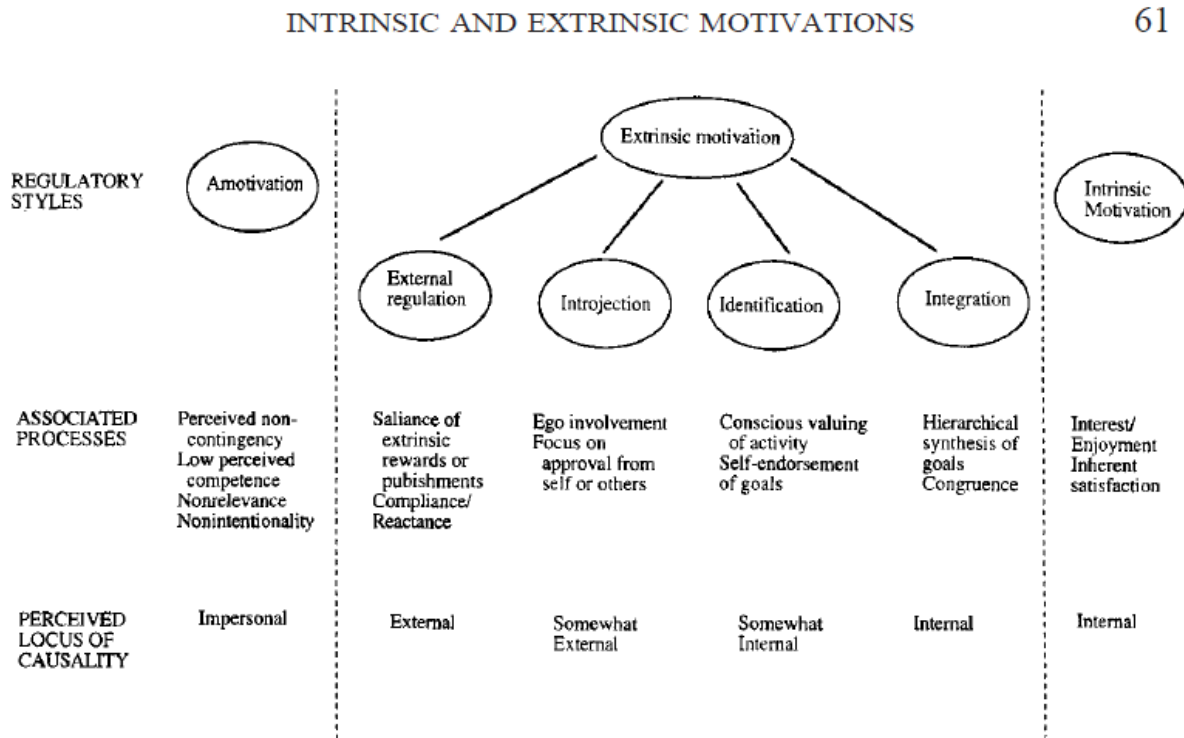 INTRINSIC AND EXTRINSIC MOTIVATIONS 61
Extrinsic motivation
REGULATORY
STYLES
Amotivation
Intrinsic
Motivation
External
regulation
Introjection
Identification
Integration
ASSOCIATED
PROCESSES
Perceived non-
contingency
Low perceived
competence
Nonrelevance
Nonintentionality
Saliance of
extrinsic
rewards or
pubishments
Compliance/
Reactance
Ego involvement
Focus on
approval from
self or others
Conscious valuing
of activity
Self-endorsement
of goals
Hierarchical
synthesis of
goals
Congruence
Interest/
Enjoyment
Inherent
satisfaction
PERCEIVED
LOCUS OF
CAUSALITY
Impersonal
External
Somewhat
External
Somewhat
Internal
Internal
Internal